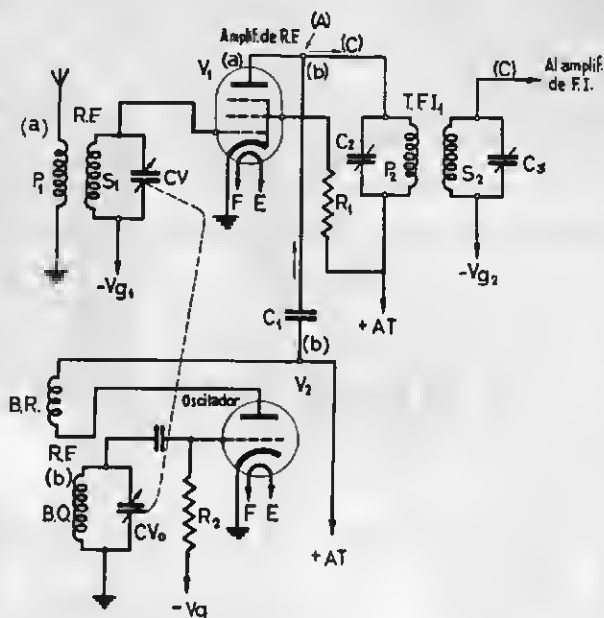 (A)
Amplif. de R.F
(C)
V1
(a)
(b)
(C)
Al amplif.
de F.I.
T.F.I1
R.F
(a)
P1
S1
CV
C2
P2
S2
C3
F E
R1
-Vg1
-Vg2
+AT
C1
(b)
V2
B.R.
Oscilador
R.F
(b)
B.O.
CVo
R2
F E
+AT
-Vg